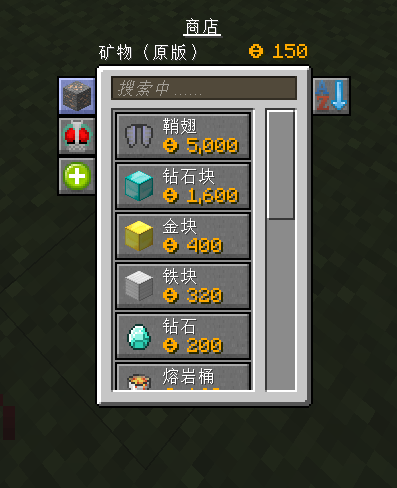 商店
矿物（原版） 150
搜索中......
AZ
鞘翅
5,000
钻石块
1,600
金块
400
铁块
320
钻石
200
熔岩桶